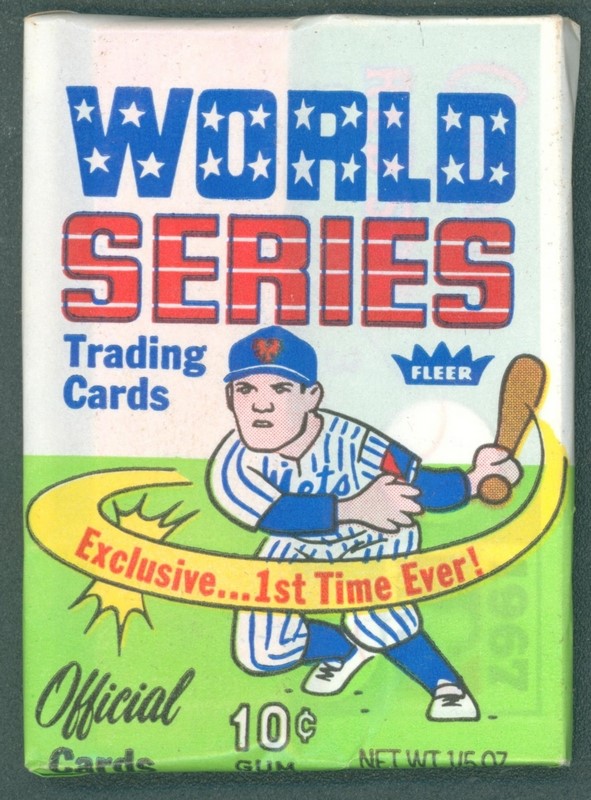 WORLD
SERIES
Trading
Cards
FLEER
Mets
Exclusive...1st Time Ever!
Official
Cards
10¢
GUM
NET WT. 1/5 OZ
1967